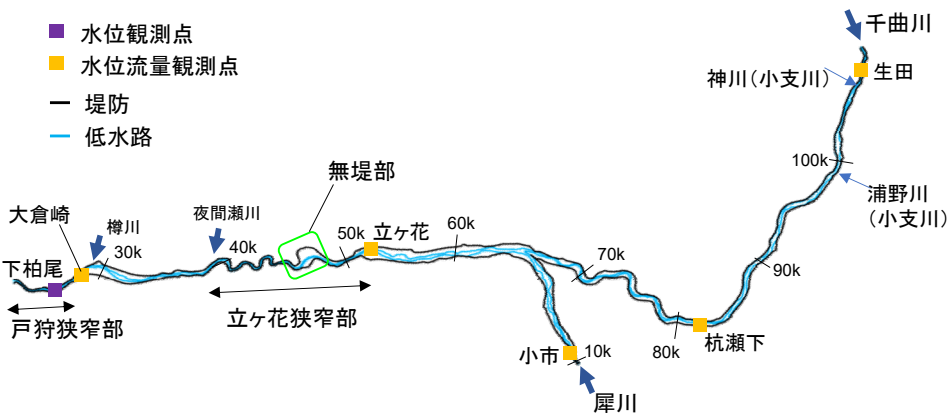 水位観測点
水位流量観測点
堤防
低水路
千曲川
生田
神川(小支川)
100k
浦野川
(小支川)
無堤部
大倉崎
樽川
夜間瀬川
30k
40k
50k
立ヶ花
60k
70k
90k
下柏尾
戸狩狭窄部
立ヶ花狭窄部
80k
杭瀬下
小市
10k
犀川